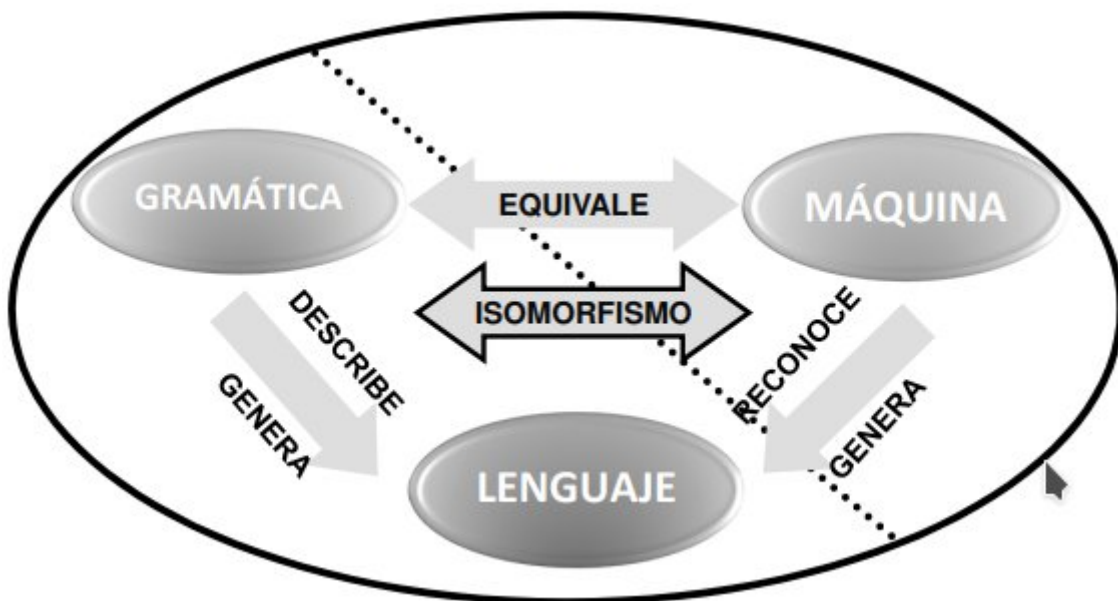 GRAMÁTICA
EQUIVALE
MÁQUINA
ISOMORFISMO
DESCRIBE
GENERA
RECONOCE
GENERA
LENGUAJE